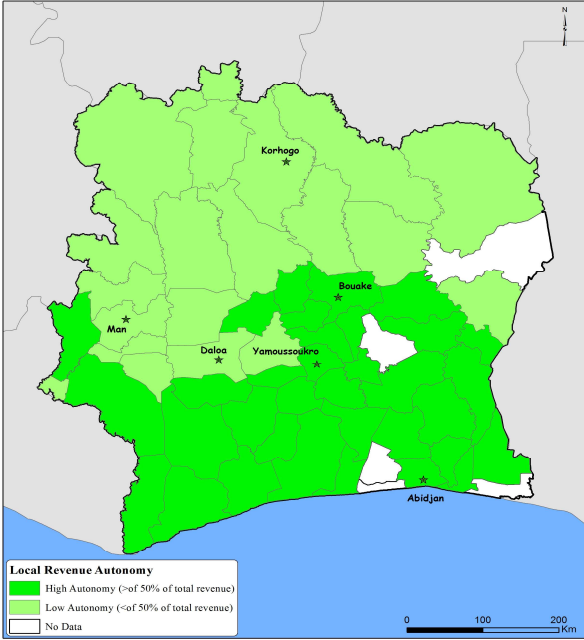 N
Korhogo
Bouake
Man
Daloa
Yamoussoukro
Abidjan
Local Revenue Autonomy
High Autonomy (>of 50% of total revenue)
Low Autonomy (<of 50% of total revenue)
No Data
0 100 200
Km